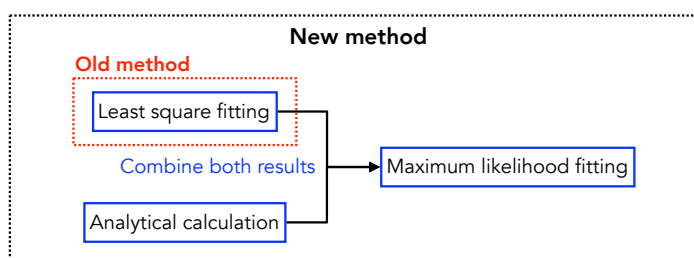 New method
Old method
Least square fitting
Combine both results
Maximum likelihood fitting
Analytical calculation